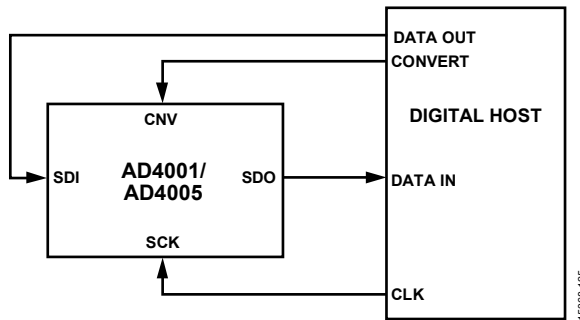 DATA OUT
CONVERT
CNV
DIGITAL HOST
SDI
AD4001/
AD4005
SDO
DATA IN
SCK
CLK